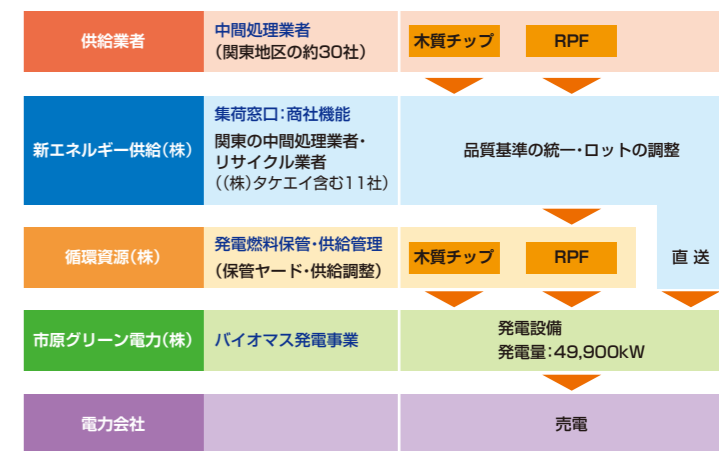 供給業者
中間処理業者
(関東地区の約30社)
木質チップ
RPF
新エネルギー供給(株)
集荷窓口:商社機能
関東の中間処理業者・
リサイクル業者
((株)タケエイ含む11社)
品質基準の統一・ロットの調整
循環資源(株)
発電燃料保管・供給管理
(保管ヤード・供給調整)
木質チップ
RPF
直送
市原グリーン電力(株)
バイオマス発電事業
発電設備
発電量:49,900kW
電力会社
売電